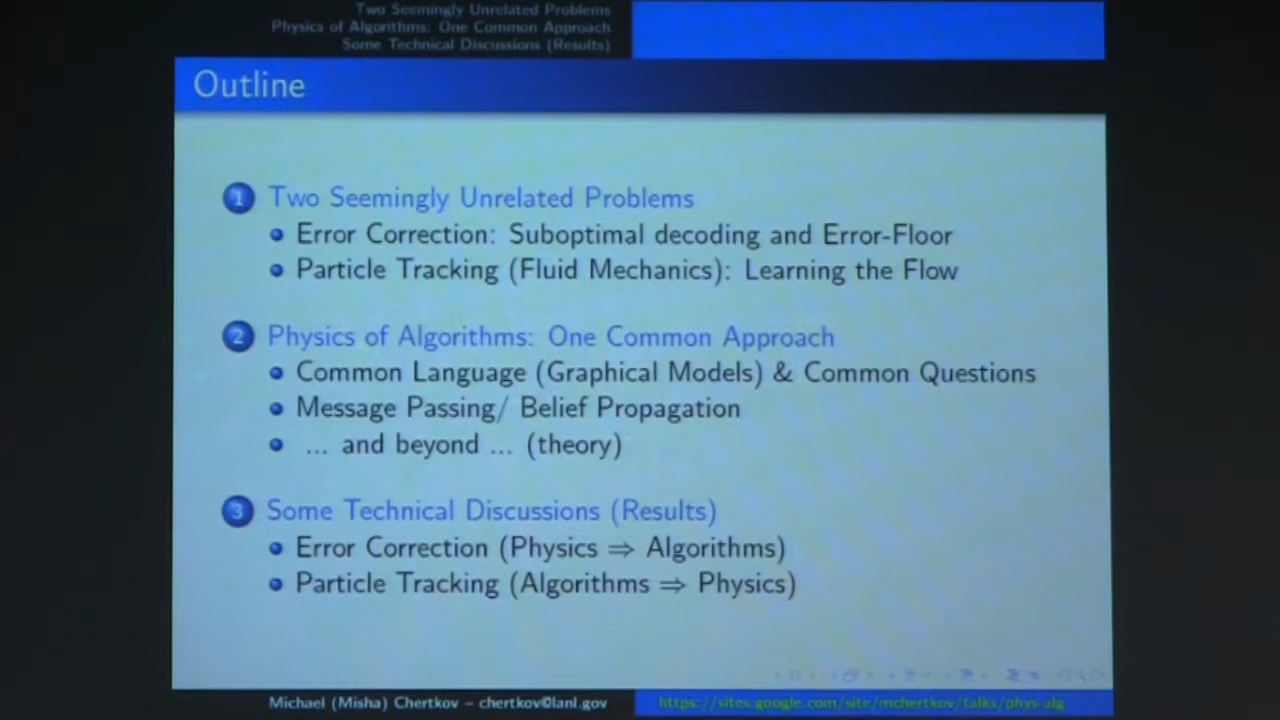 Two Seemingly Unrelated Problems
Physics of Algorithms: One Common Approach
Some Technical Discussions (Results)
Outline
1 Two Seemingly Unrelated Problems
Error Correction: Suboptimal decoding and Error-Floor
Particle Tracking (Fluid Mechanics): Learning the Flow
2 Physics of Algorithms: One Common Approach
Common Language (Graphical Models) & Common Questions
Message Passing/ Belief Propagation
... and beyond ... (theory)
3 Some Technical Discussions (Results)
Error Correction (Physics ⇒ Algorithms)
Particle Tracking (Algorithms ⇒ Physics)
Michael (Misha) Chertkov – chertkov@lanl.gov
https://sites.google.com/site/mchertkov/talks/phys-alg